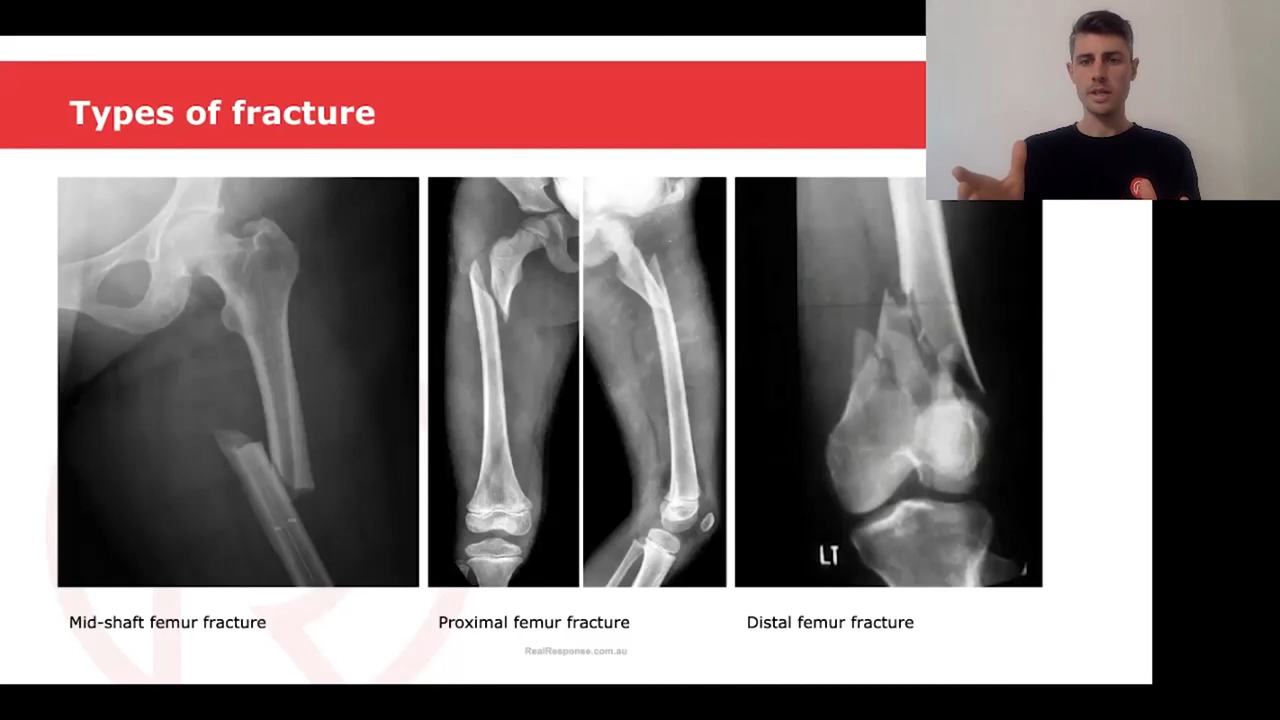 Types of fracture
LT
Mid-shaft femur fracture
Proximal femur fracture
Distal femur fracture
RealResponse.com.au